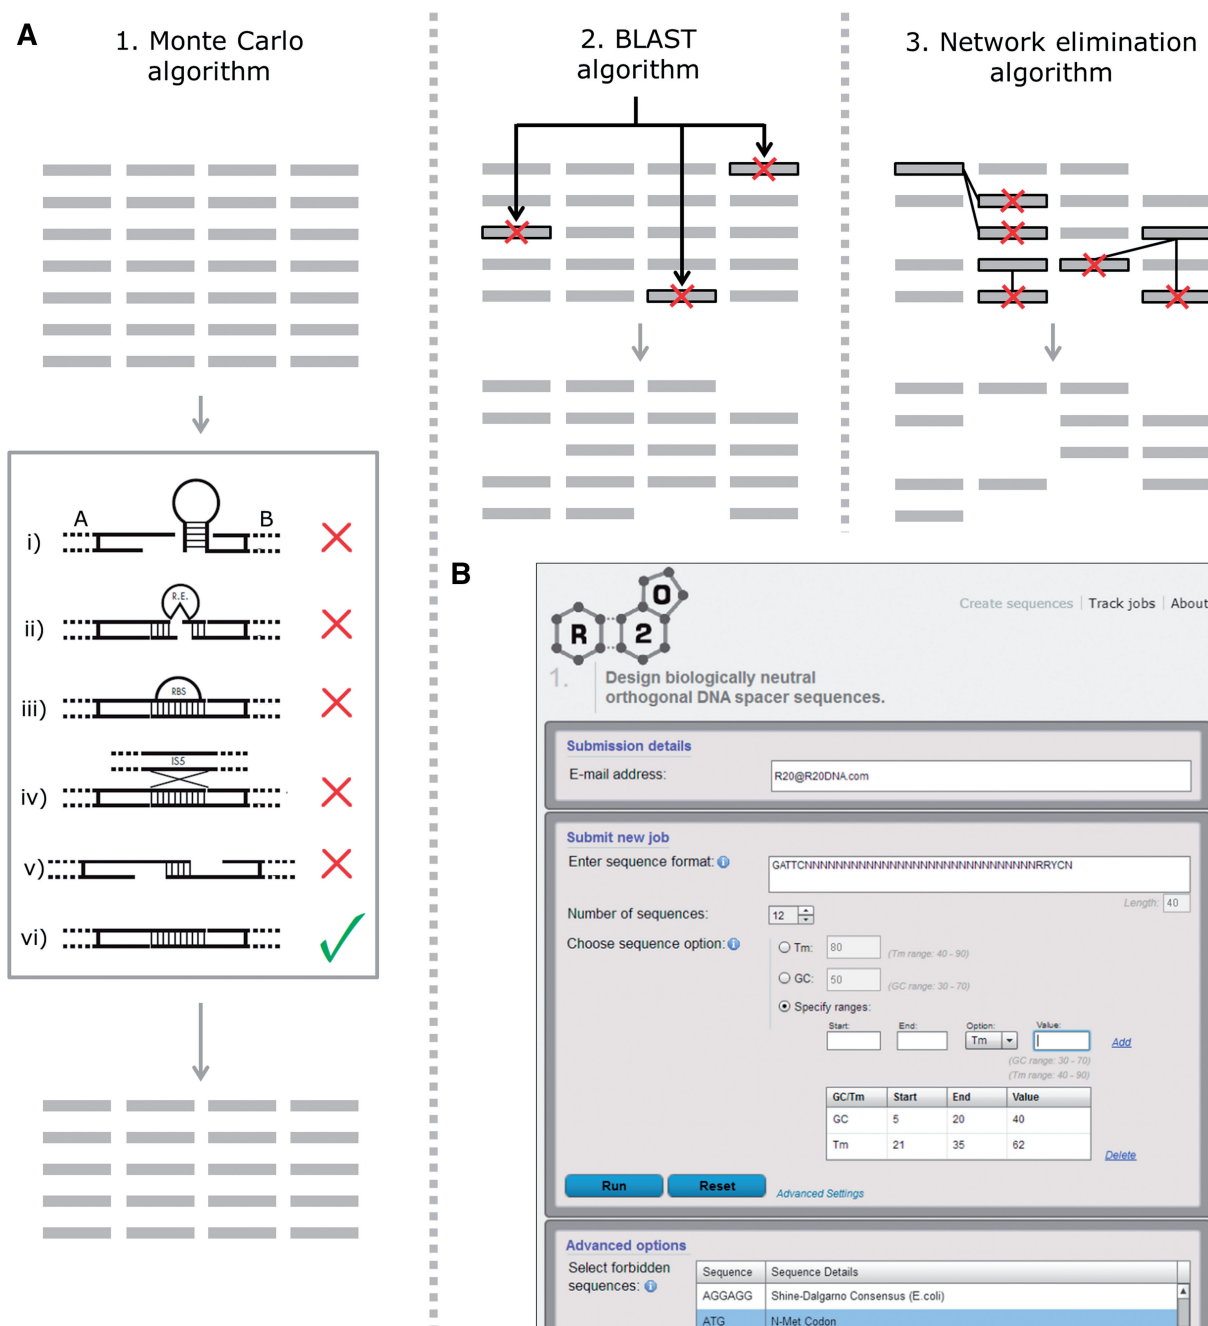 A
1. Monte Carlo
algorithm
2. BLAST
algorithm
3. Network elimination
algorithm
A
B
i)
R.E.
ii)
RBS
iii)
IS5
iv)
v)
vi)
B
R
2
O
Create sequences | Track jobs | About
1.
Design biologically neutral
orthogonal DNA spacer sequences.
Submission details
E-mail address:
R20@R20DNA.com
Submit new job
Enter sequence format:
GATTCNNNNNNNNNNNNNNNNNNNNNNNNNNNNNNRRYCN
Length: 40
Number of sequences:
12
Choose sequence option:
Tm: 80 (Tm range: 40 - 90)
GC: 50 (GC range: 30 - 70)
Specify ranges:
Start: End: Option: Value:
Tm
Add
(GC range: 30 - 70)
(Tm range: 40 - 90)
GC/Tm Start End Value
GC 5 20 40
Tm 21 35 62
Delete
Run Reset Advanced Settings
Advanced options
Select forbidden
sequences:
Sequence Sequence Details
AGGAGG Shine-Dalgarno Consensus (E.coli)
ATG N-Met Codon